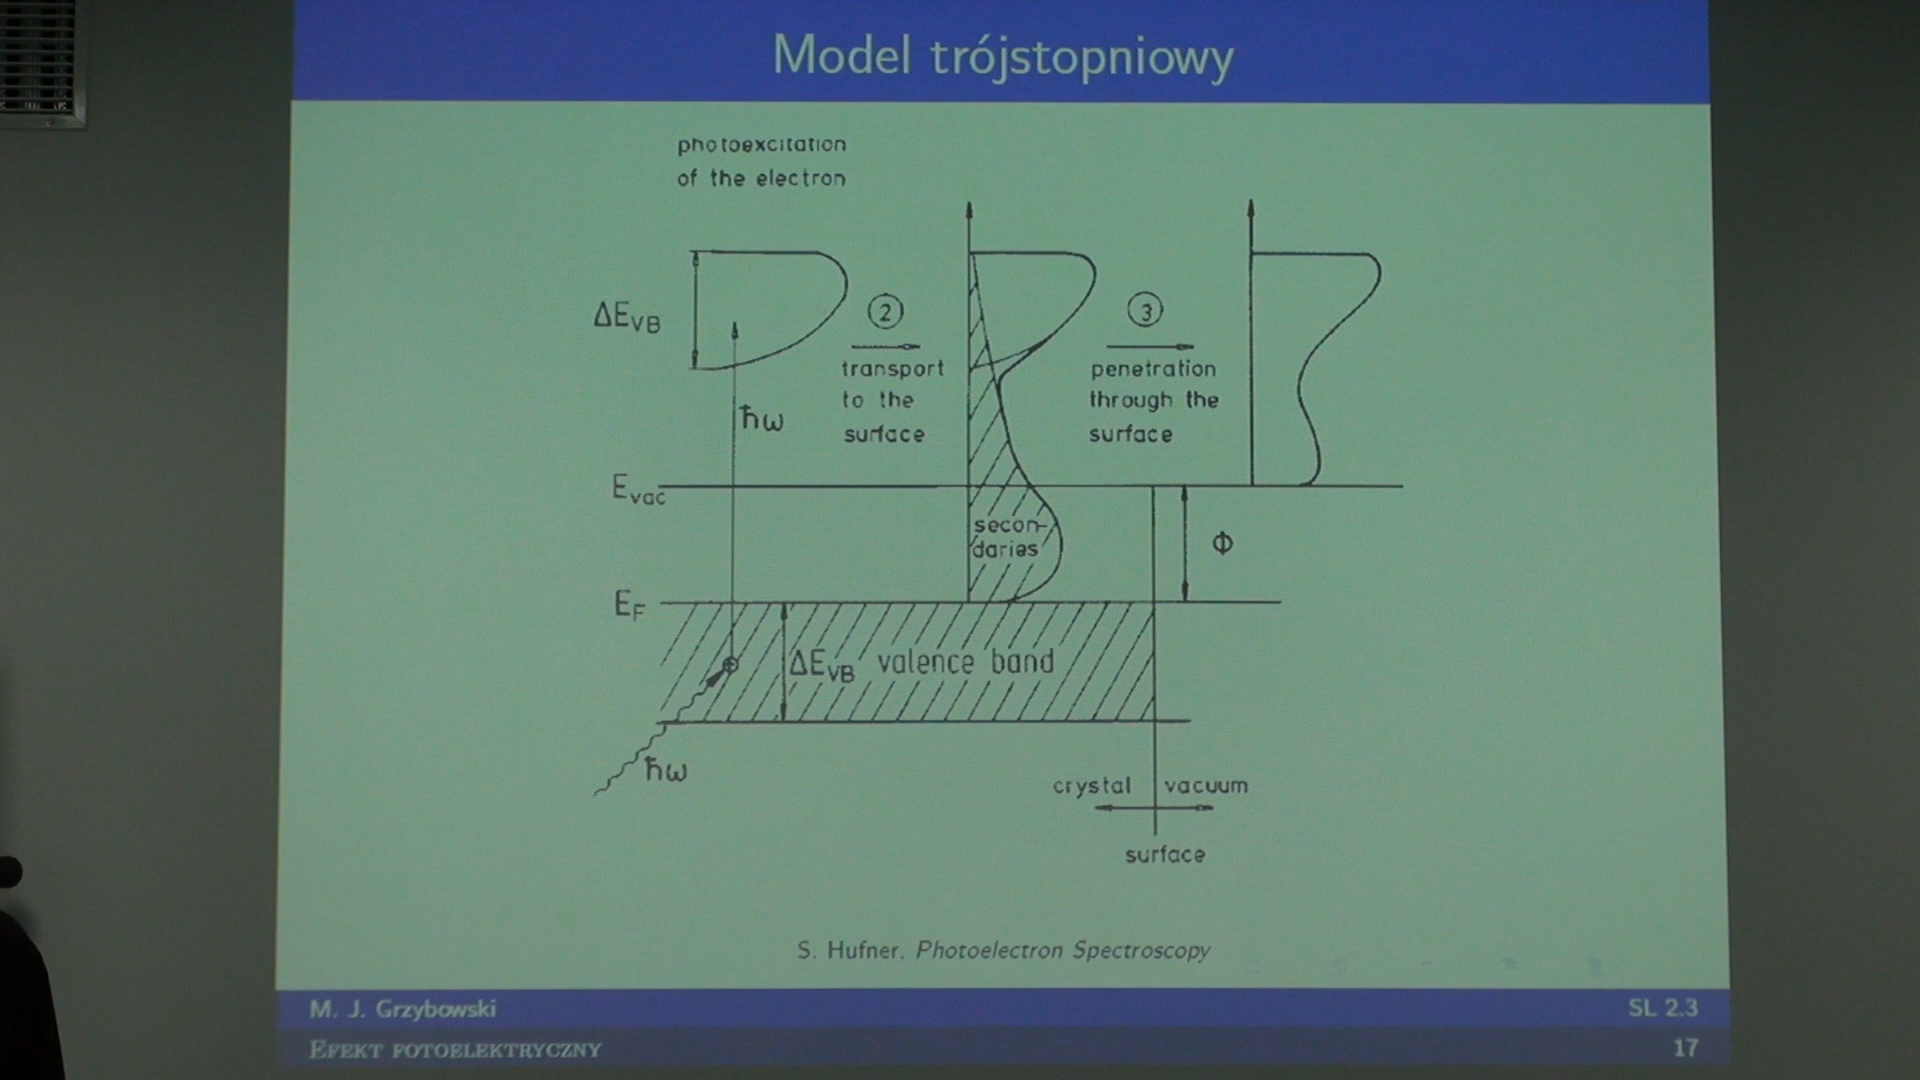 Model trójstopniowy
photoexcitation
of the electron
ΔE_VB
ħω
②
transport
to the
surface
③
penetration
through the
surface
E_vac
secon-
daries
Φ
E_F
ΔE_VB valence band
ħω
crystal vacuum
surface
S. Hufner, Photoelectron Spectroscopy
M. J. Grzybowski
SL 2.3
EFEKT FOTOELEKTRYCZNY
17